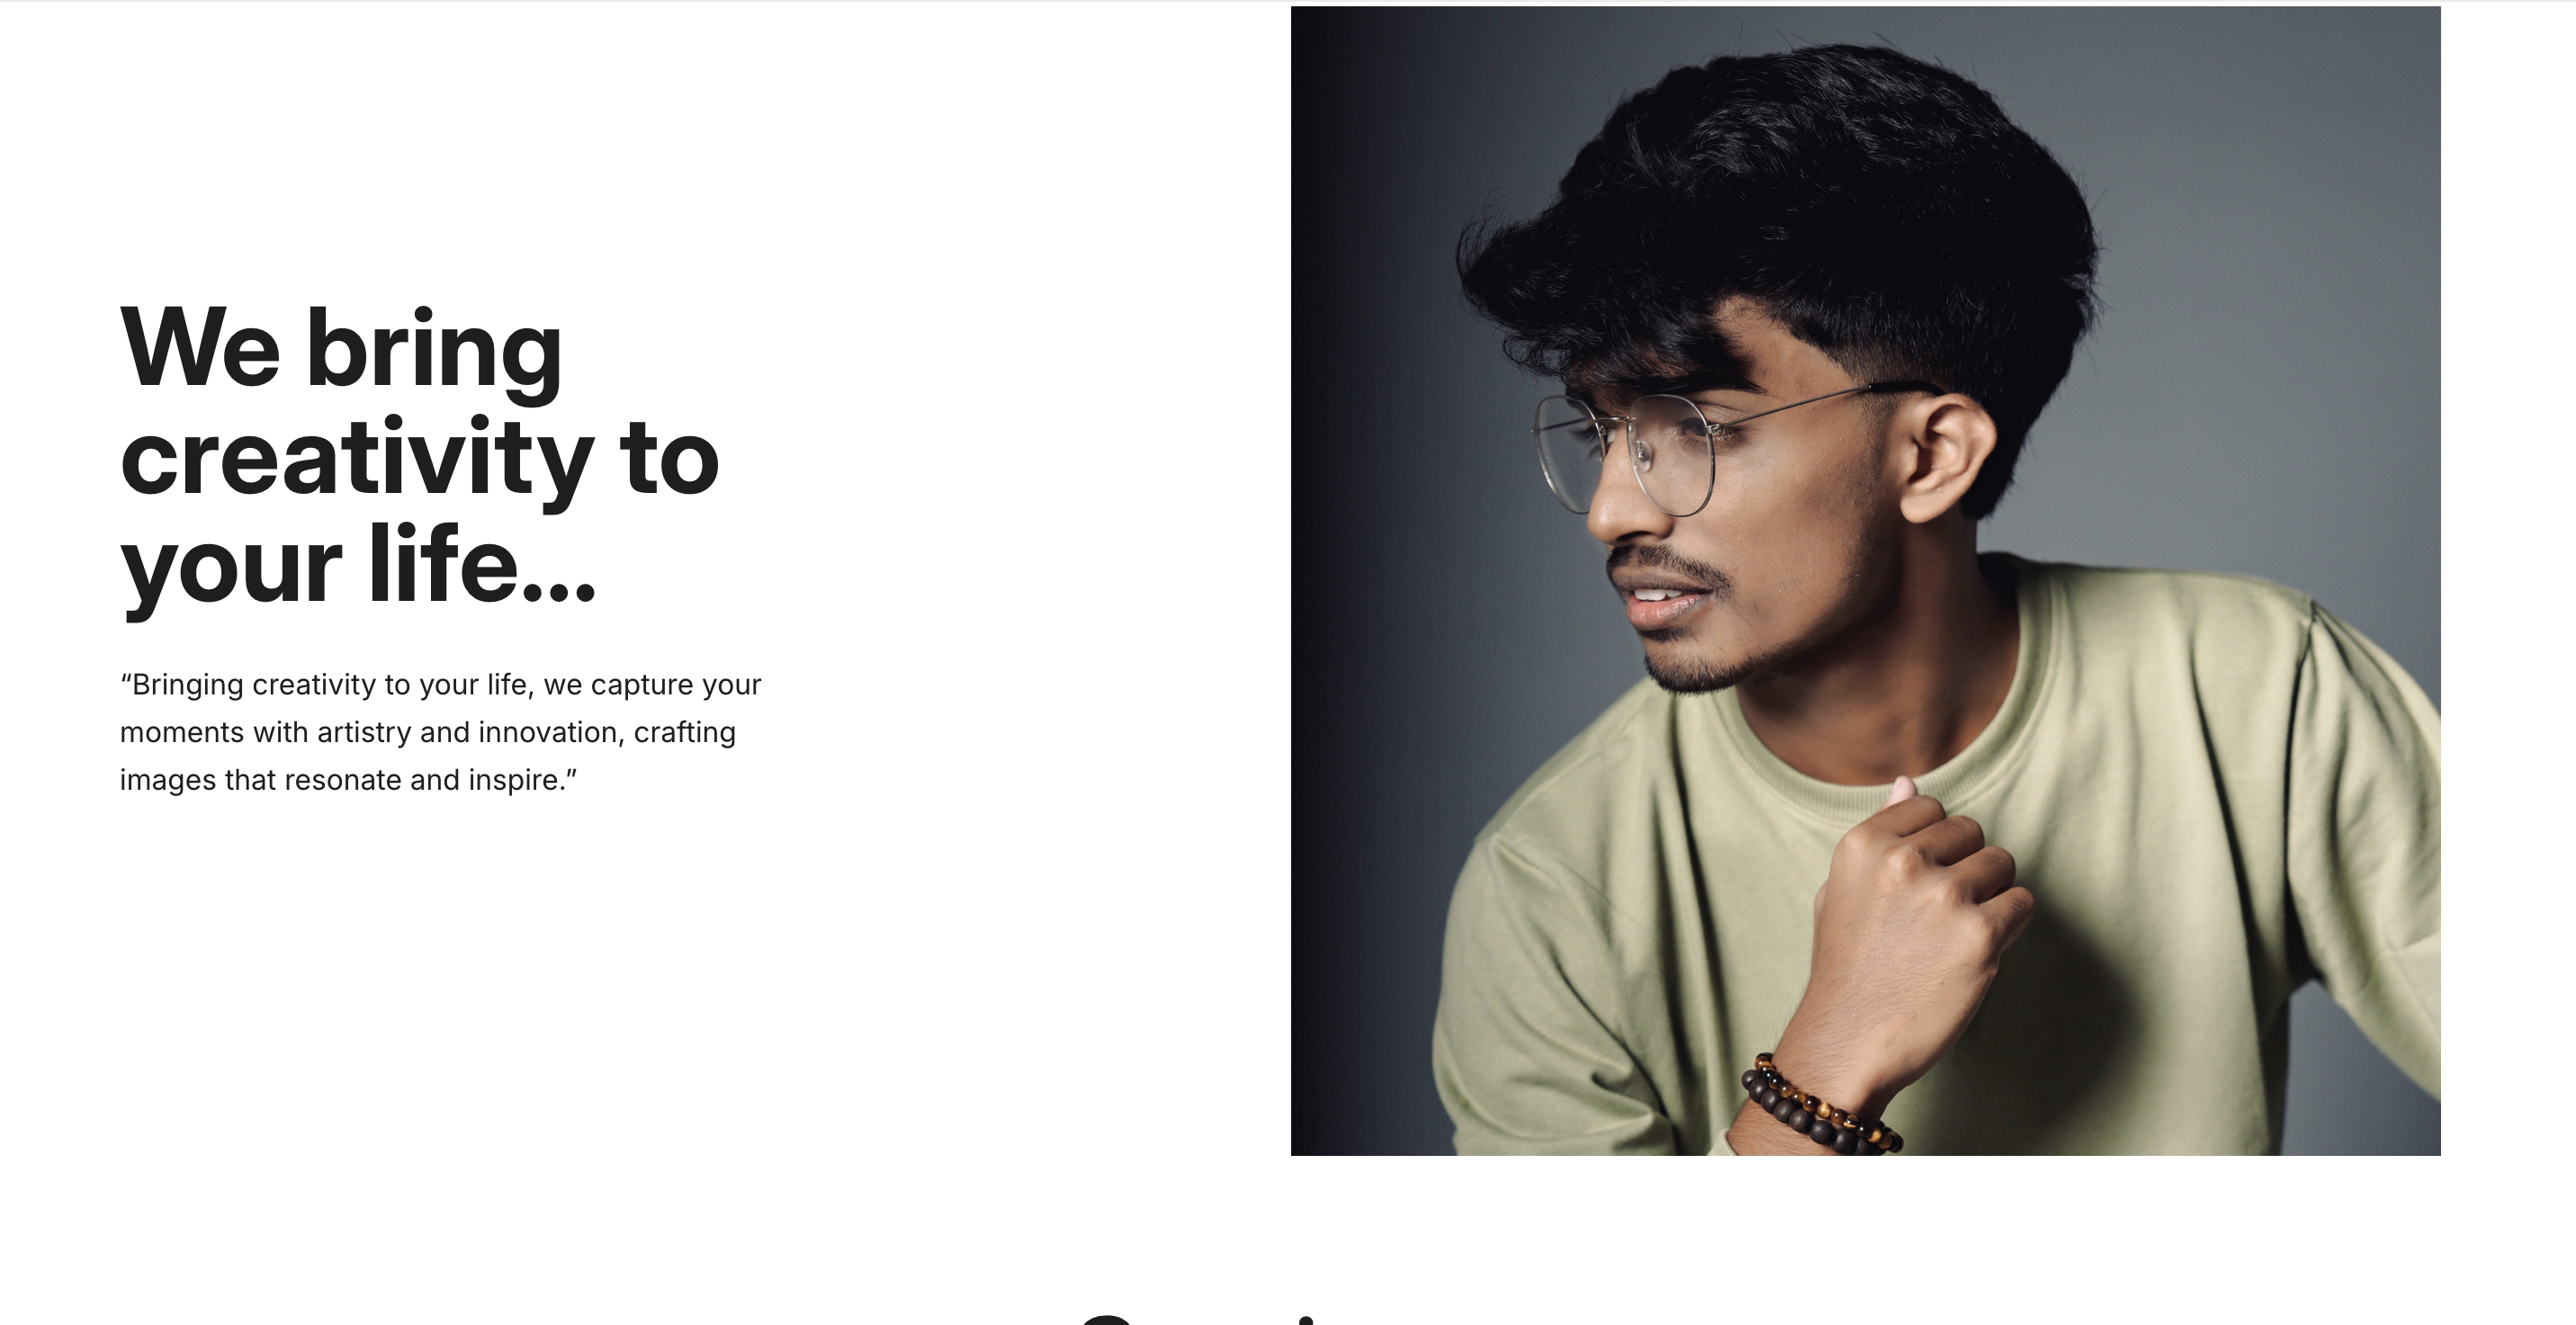 We bring
creativity to
your life...
“Bringing creativity to your life, we capture your
moments with artistry and innovation, crafting
images that resonate and inspire.”